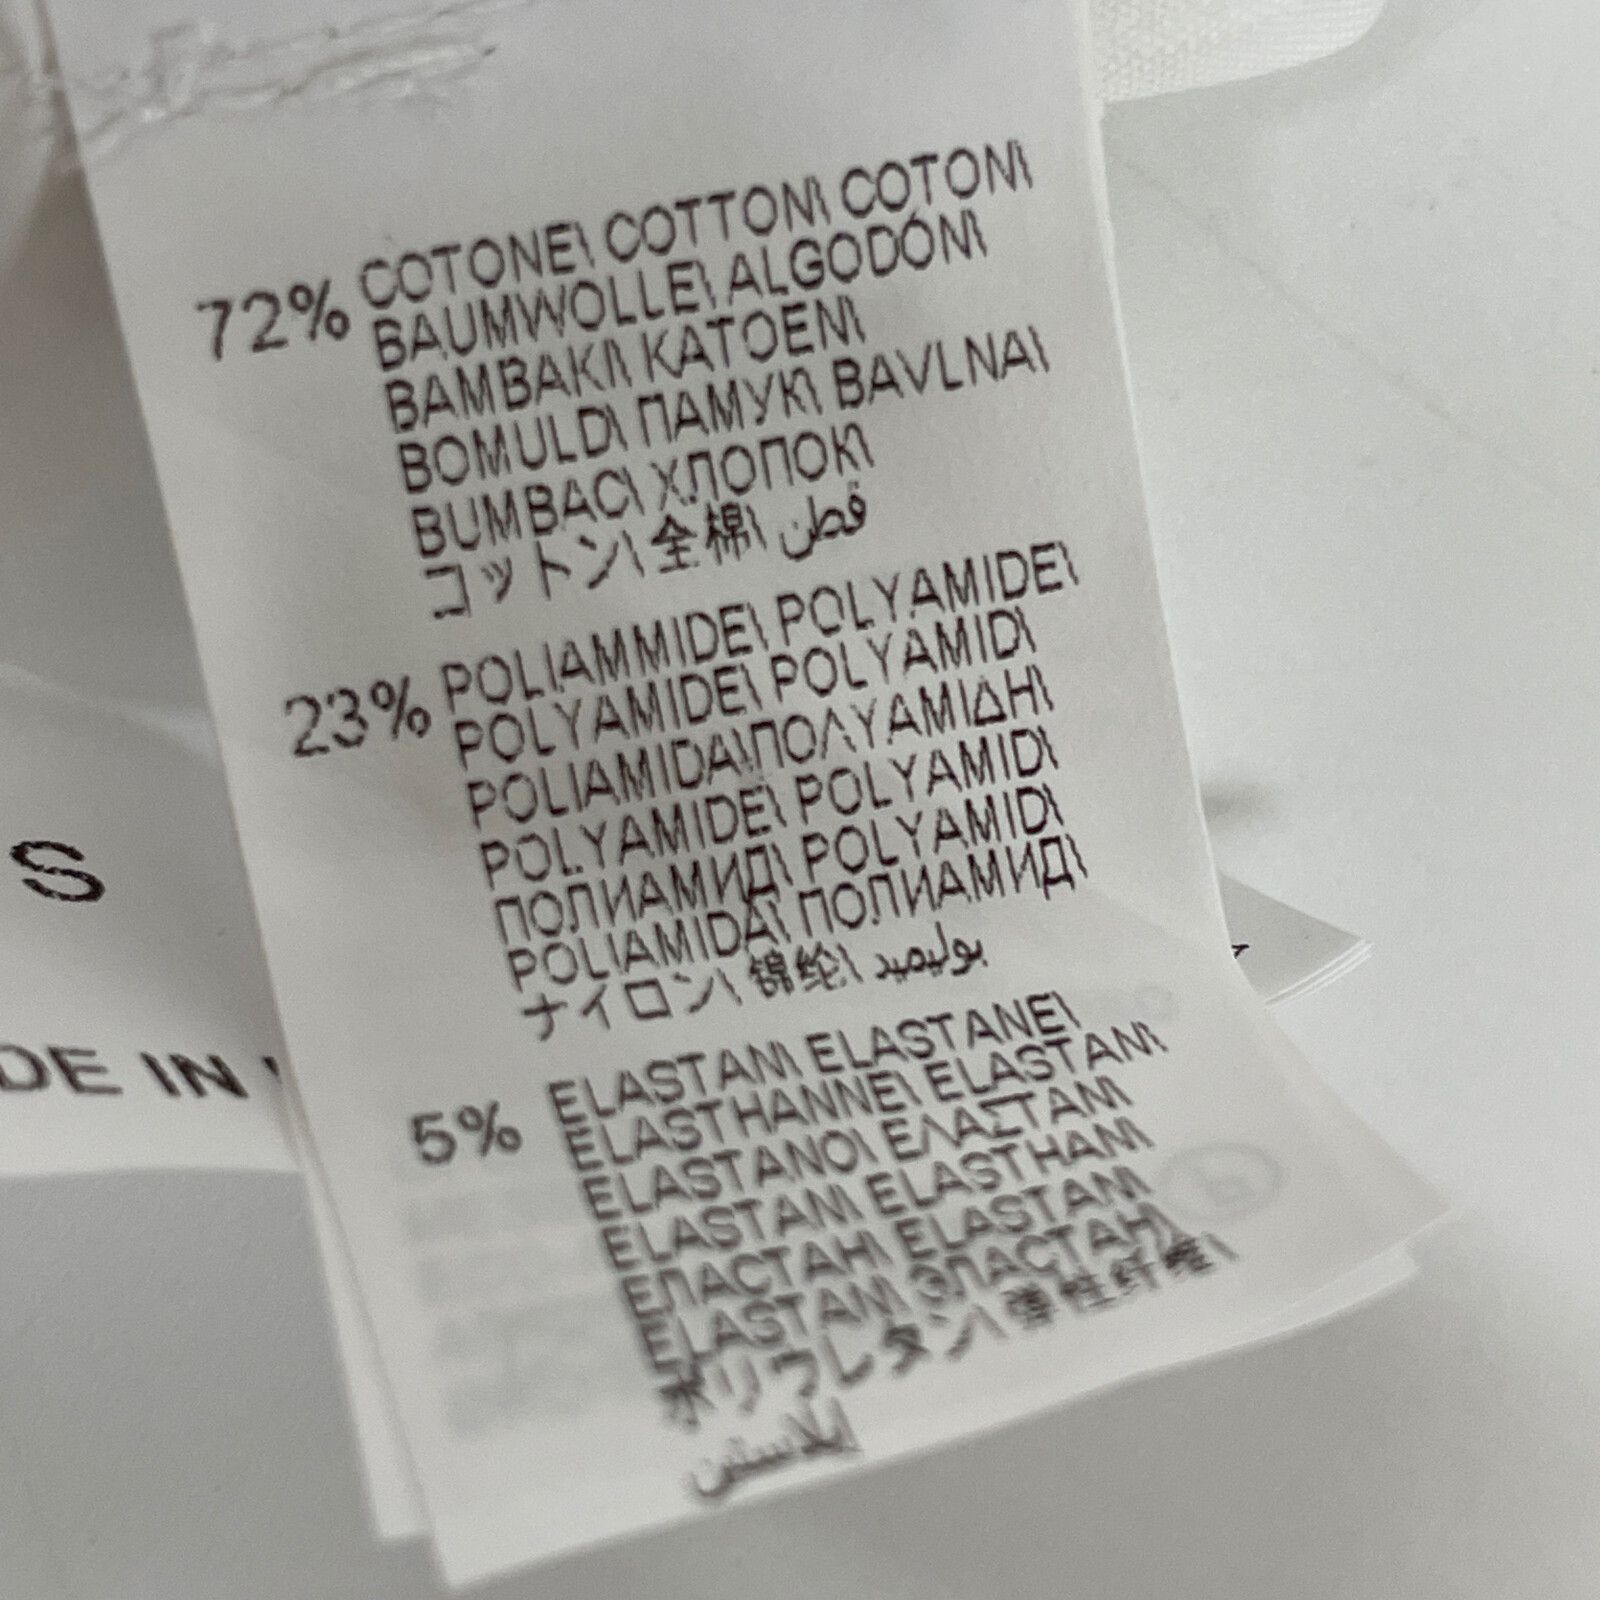 72% COTONE\ COTTON\ COTON\
BAUMWOLLE\ ALGODÓN\
BAMBAKI\ KATOEN\
BOMULD\ ПАМУК\ BAVLNA\
BUMBAC\ ХЛОПОК\
コットン\ 全棉\ قطن
23% POLIAMMIDE\ POLYAMIDE\
POLYAMIDE\ POLYAMID\
POLIAMIDA\ΠΟΛΥΑΜΙΔΗ\
POLYAMIDE\ POLYAMID\
ПОЛИАМИД\ POLYAMID\
POLIAMIDA\ ПОЛИАМИД\
ナイロン\ 锦纶\ بوليميد
5% ELASTAN\ ELASTANE\
ELASTHANNE\ ELASTAN\
ELASTANO\ ΕΛΑΣΤΑΝ\
ELASTAN\ ELASTHAN\
ЕЛАСТАН\ ELASTAN\
ELASTAN\ ЭЛАСТАН\
ポリウレタン\ 弹性纤维\
إيلاستين
S
DE IN